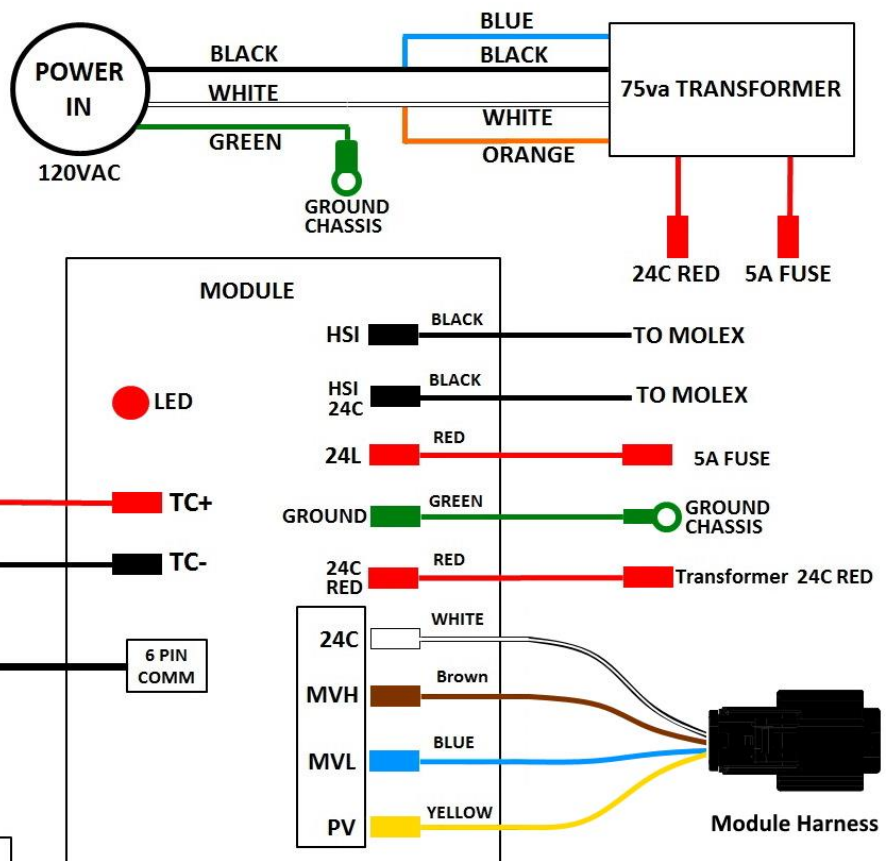 BLUE
POWER
IN
BLACK
BLACK
WHITE
75va TRANSFORMER
WHITE
GREEN
ORANGE
120VAC
GROUND
CHASSIS
24C RED
5A FUSE
MODULE
HSI
BLACK
TO MOLEX
LED
HSI
24C
BLACK
TO MOLEX
24L
RED
5A FUSE
TC+
GROUND
GREEN
GROUND
CHASSIS
TC-
24C
RED
RED
Transformer 24C RED
6 PIN
COMM
24C
WHITE
MVH
Brown
MVL
BLUE
PV
YELLOW
Module Harness